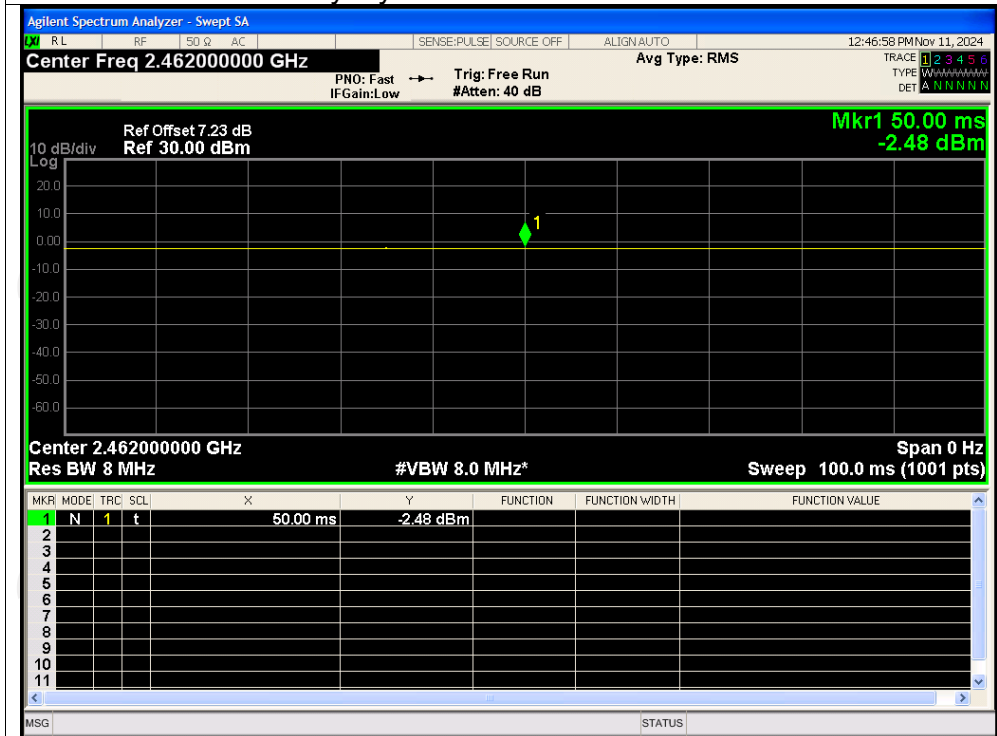 Agilent Spectrum Analyzer - Swept SA
LXI RL RF 50 Ω AC SENSE:PULSE SOURCE OFF ALIGN AUTO 12:46:58 PM Nov 11, 2024
Center Freq 2.462000000 GHz
PNO: Fast
IFGain:Low
Trig: Free Run
#Atten: 40 dB
Avg Type: RMS
TRACE 1 2 3 4 5 6
TYPE WWWWWW
DET A N N N N N
Ref Offset 7.23 dB
10 dB/div Ref 30.00 dBm
Log
Mkr1 50.00 ms
-2.48 dBm
20.0
10.0
0.00
-10.0
-20.0
-30.0
-40.0
-50.0
-60.0
1
Center 2.462000000 GHz Span 0 Hz
Res BW 8 MHz #VBW 8.0 MHz* Sweep 100.0 ms (1001 pts)
MKR MODE TRC SCL X Y FUNCTION FUNCTION WIDTH FUNCTION VALUE
1 N 1 t 50.00 ms -2.48 dBm
2
3
4
5
6
7
8
9
10
11
MSG STATUS